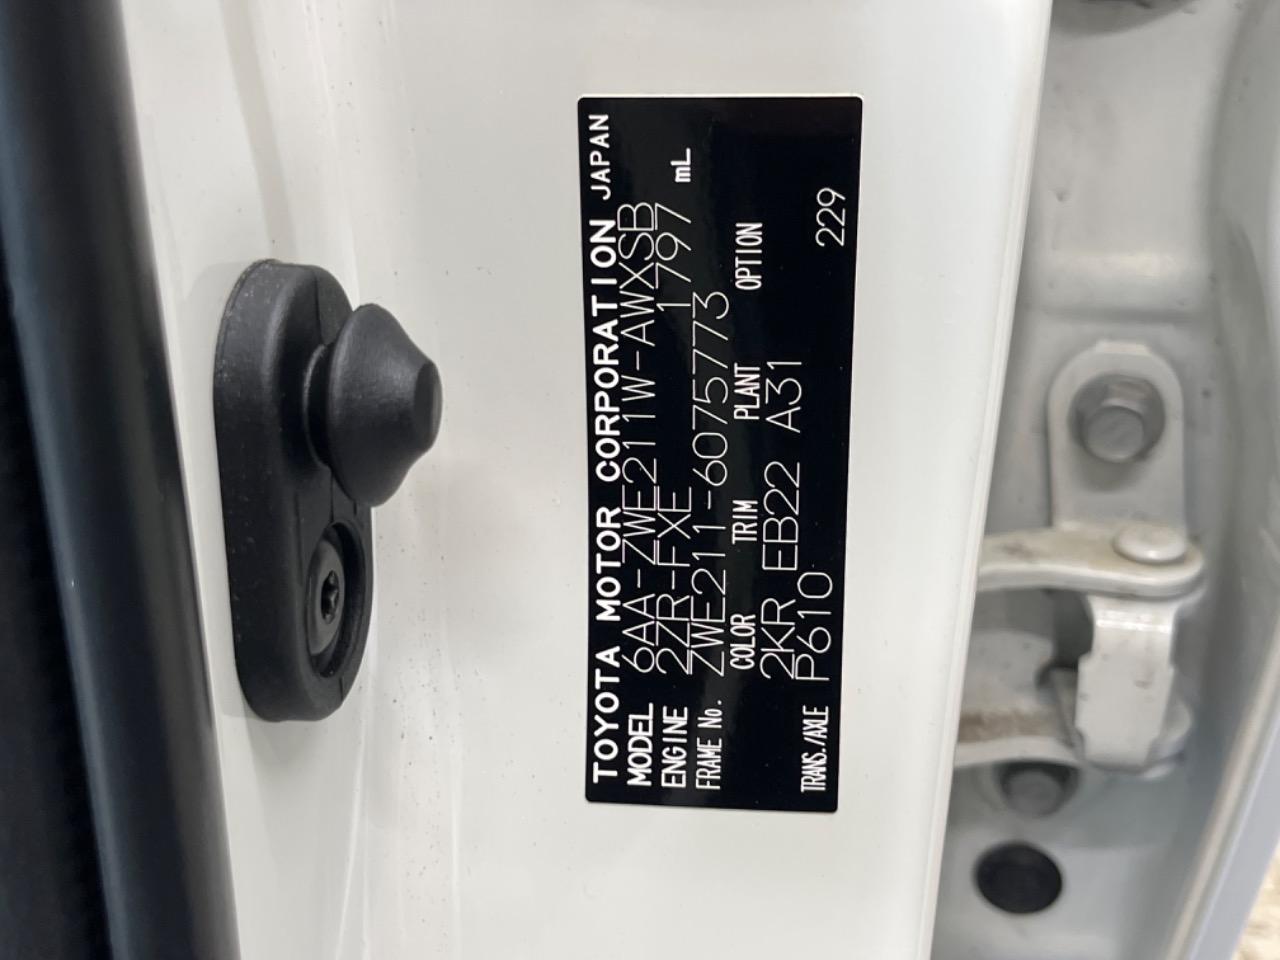 TOYOTA MOTOR CORPORATION JAPAN
MODEL 6AA-ZWE211W-AWXSB
ENGINE 2ZR-FXE 1797 mL
FRAME No. ZWE211-6075773
COLOR TRIM PLANT OPTION
2KR EB22 A31
TRANS./AXLE P610 229